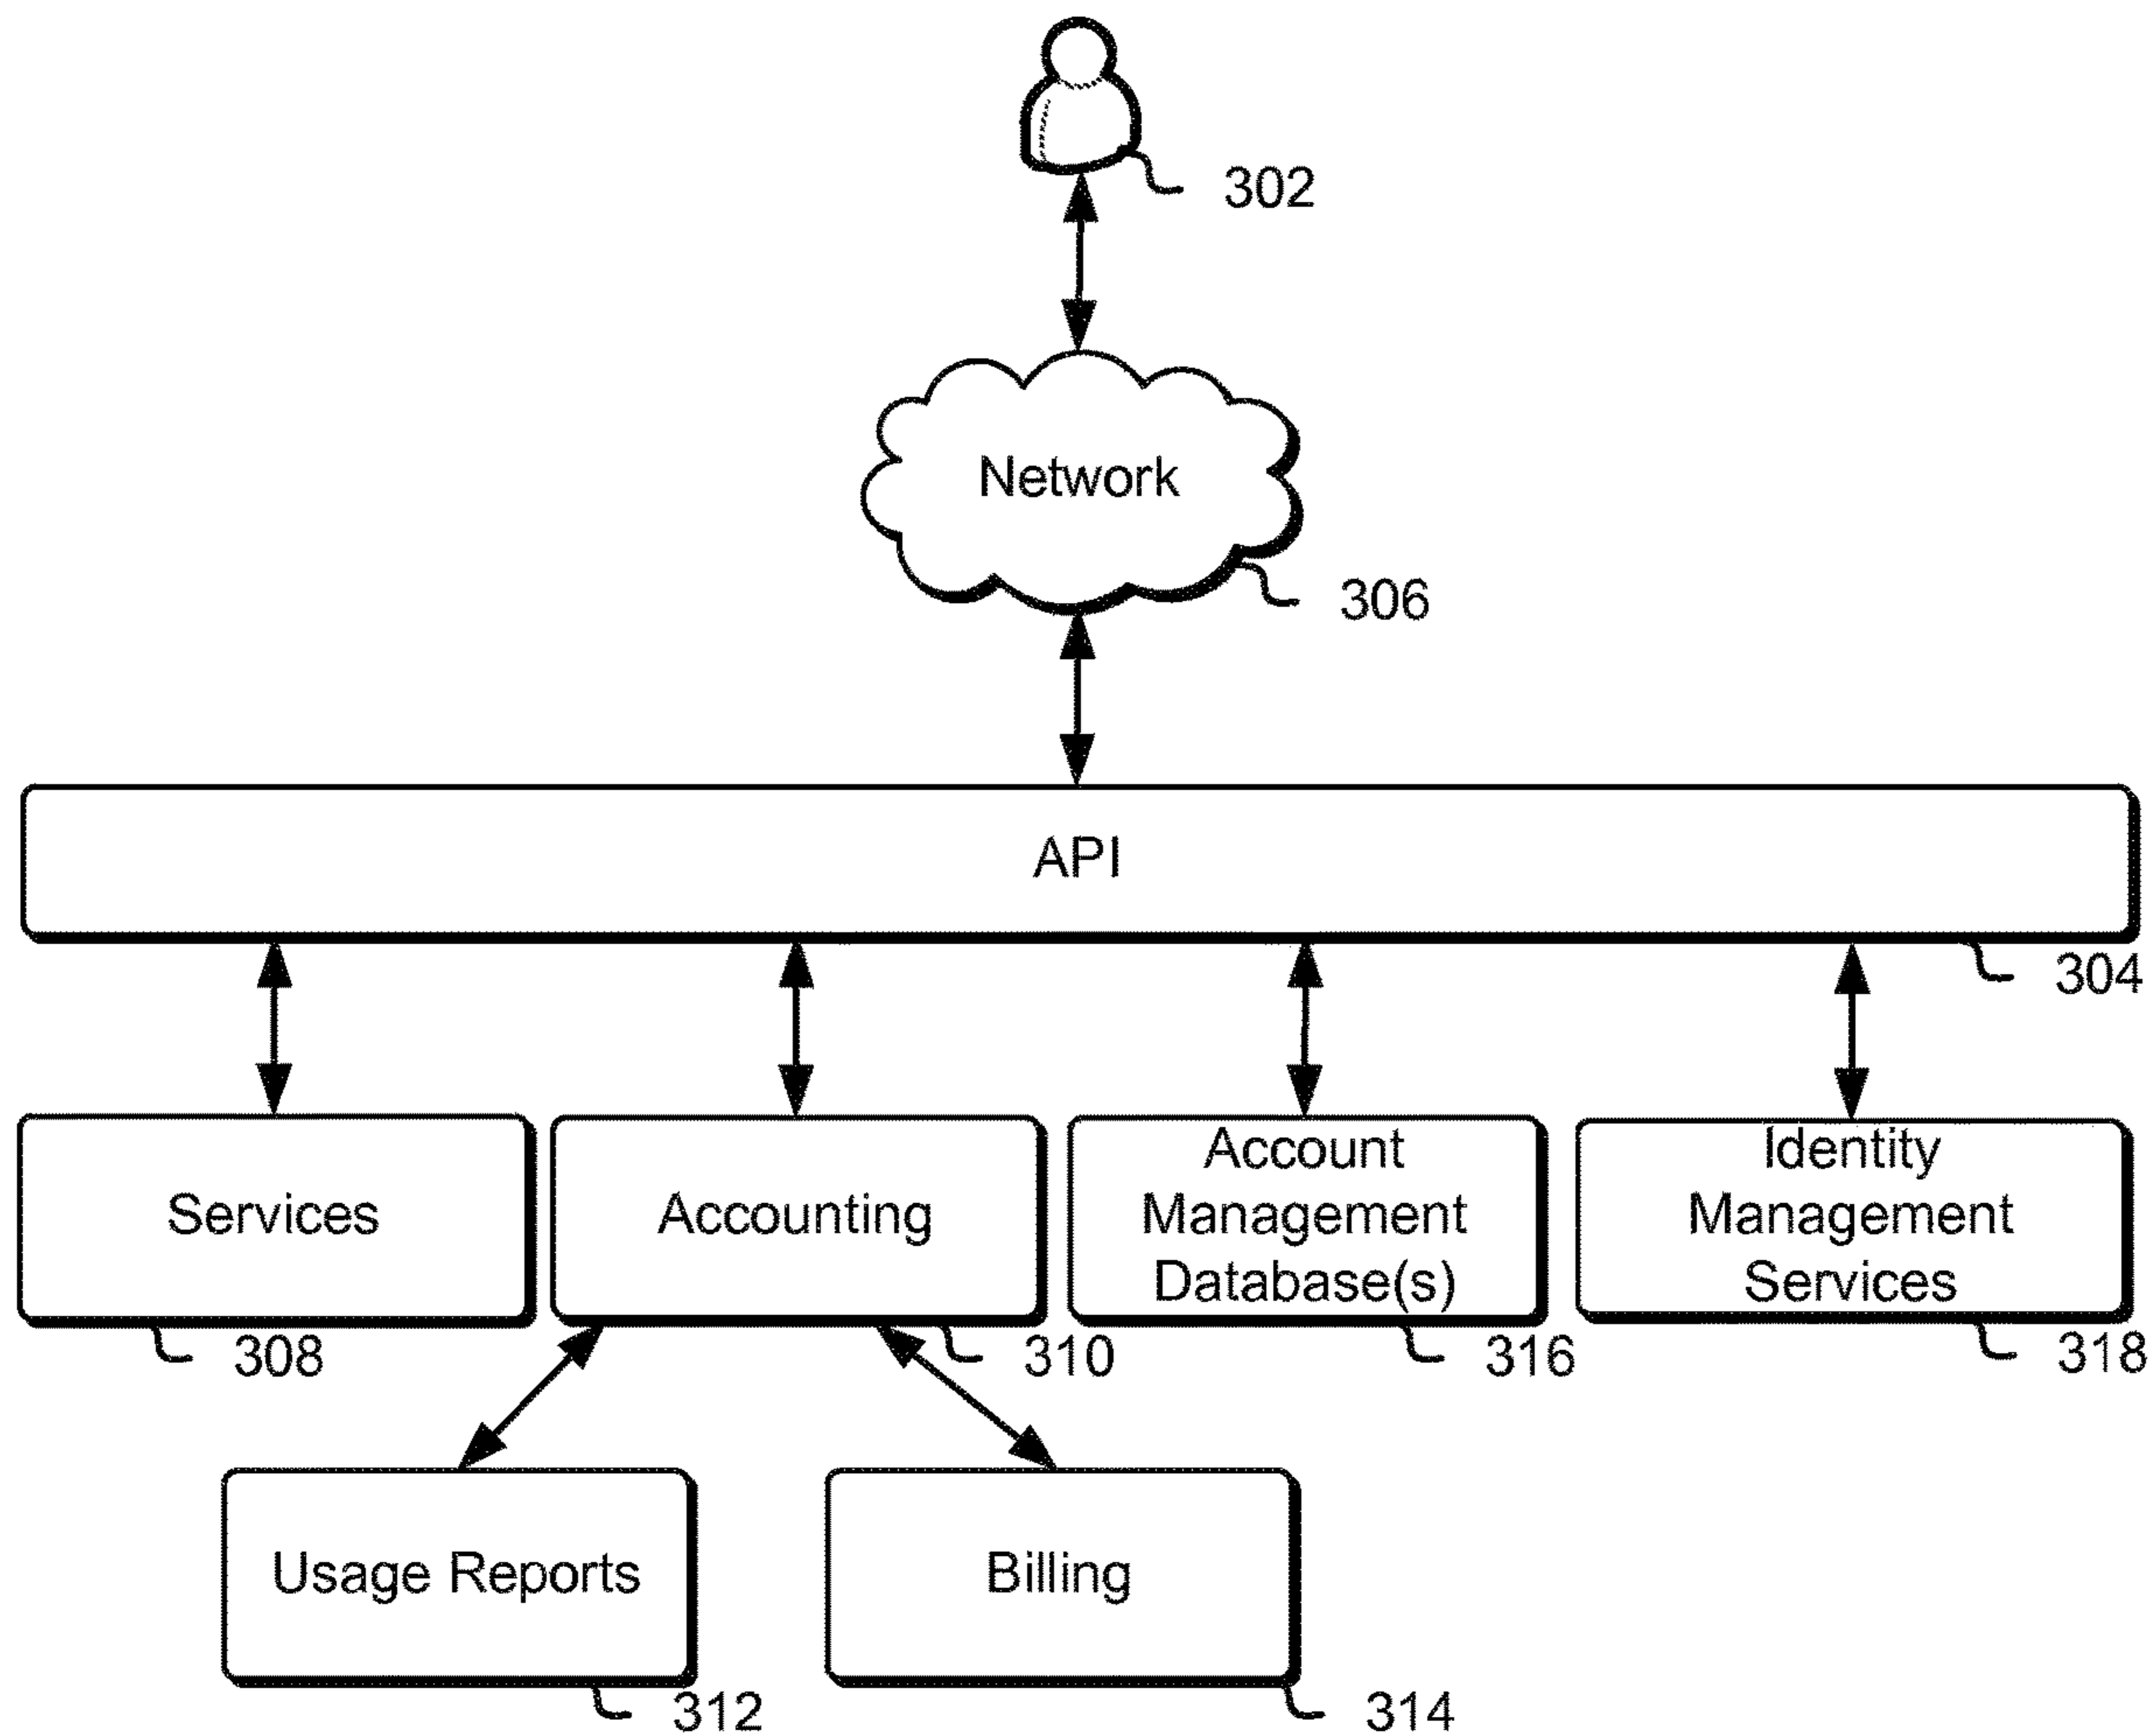 302
Network
306
API
304
Services
Accounting
Account
Management
Database(s)
Identity
Management
Services
308
310
316
318
Usage Reports
Billing
312
314